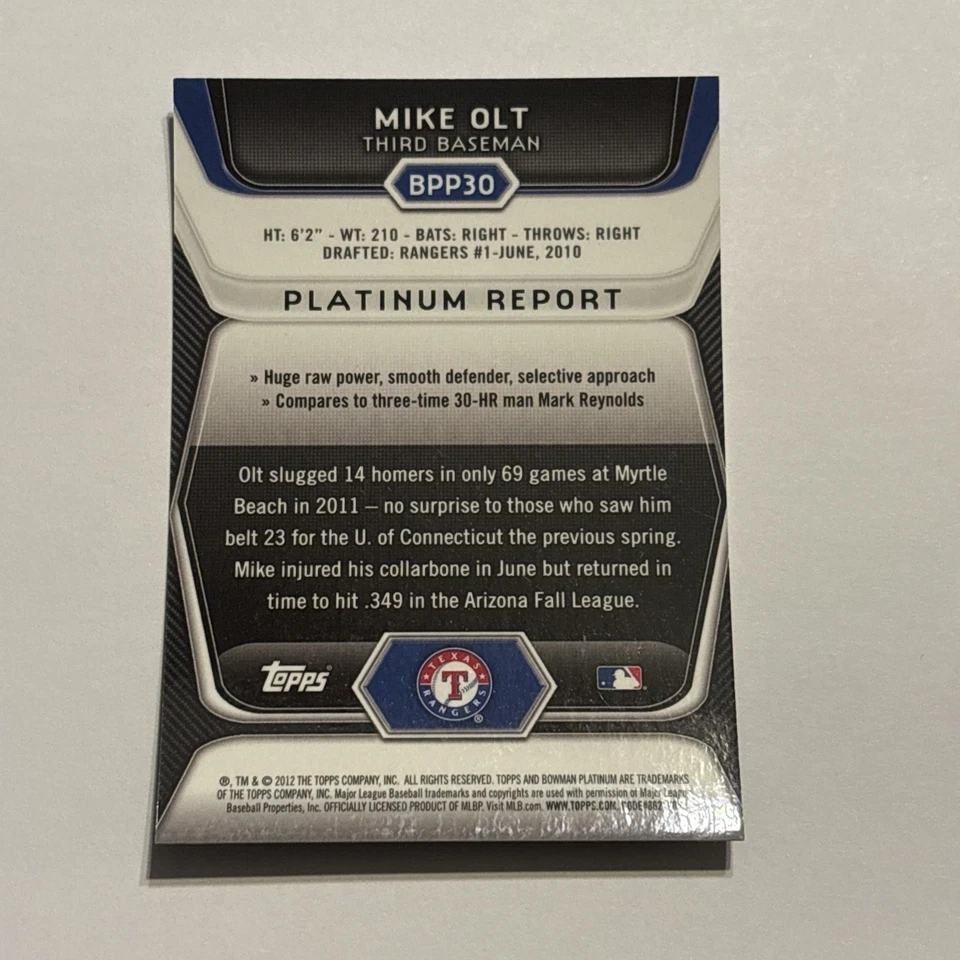 MIKE OLT
THIRD BASEMAN
BPP30
HT: 6'2" - WT: 210 - BATS: RIGHT - THROWS: RIGHT
DRAFTED: RANGERS #1-JUNE, 2010
PLATINUM REPORT
» Huge raw power, smooth defender, selective approach
» Compares to three-time 30-HR man Mark Reynolds
Olt slugged 14 homers in only 69 games at Myrtle
Beach in 2011 — no surprise to those who saw him
belt 23 for the U. of Connecticut the previous spring.
Mike injured his collarbone in June but returned in
time to hit .349 in the Arizona Fall League.
Topps®
TEXAS
T
RANGERS
®
®, TM & © 2012 THE TOPPS COMPANY, INC. ALL RIGHTS RESERVED. TOPPS AND BOWMAN PLATINUM ARE TRADEMARKS
OF THE TOPPS COMPANY, INC. Major League Baseball trademarks and copyrights are used with permission of Major League
Baseball Properties, Inc. OFFICIALLY LICENSED PRODUCT OF MLBP. Visit MLB.com. WWW.TOPPS.COM.